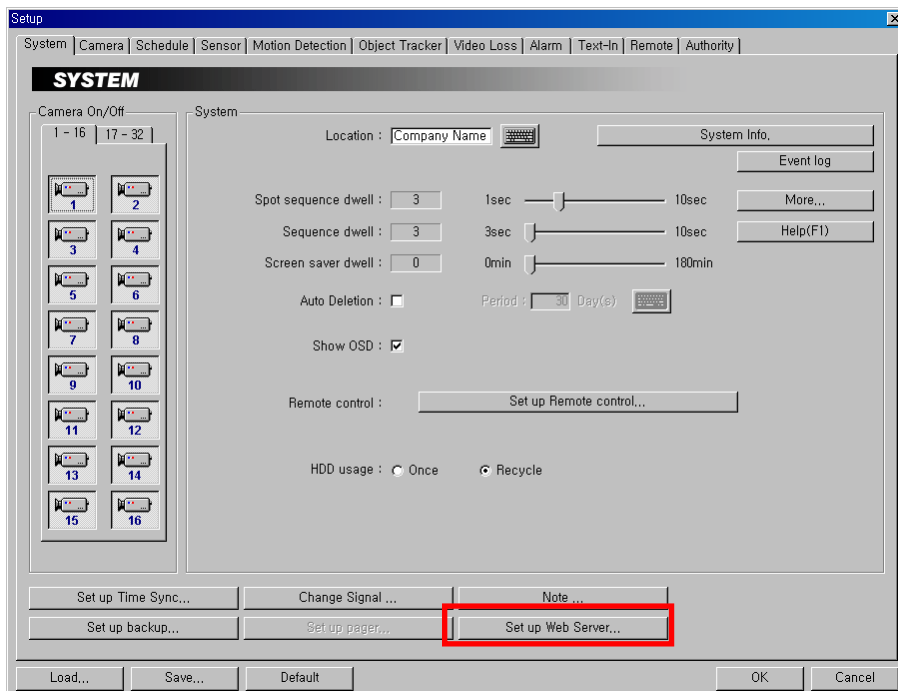 Setup
System Camera Schedule Sensor Motion Detection Object Tracker Video Loss Alarm Text-In Remote Authority
SYSTEM
Camera On/Off
1 - 16 17 - 32
1 2
3 4
5 6
7 8
9 10
11 12
13 14
15 16
System
Location : Company Name System Info,
Event log
Spot sequence dwell : 3 1sec 10sec More,,,
Sequence dwell : 3 3sec 10sec Help(F1)
Screen saver dwell : 0 0min 180min
Auto Deletion : Period : 30 Day(s)
Show OSD :
Remote control : Set up Remote control,,,
HDD usage : Once Recycle
Set up Time Sync,,, Change Signal ,,, Note ,,,
Set up backup,,, Set up pager,,, Set up Web Server,,,
Load,,, Save,,, Default OK Cancel